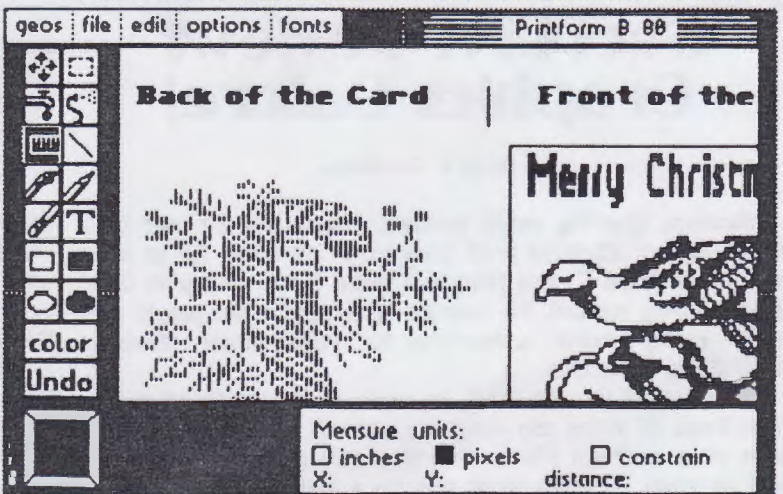 geos file edit options fonts Printform B 88
Back of the Card Front of the
Merry Christm
T
color
Undo
Measure units:
inches pixels constrain
X: Y: distance: